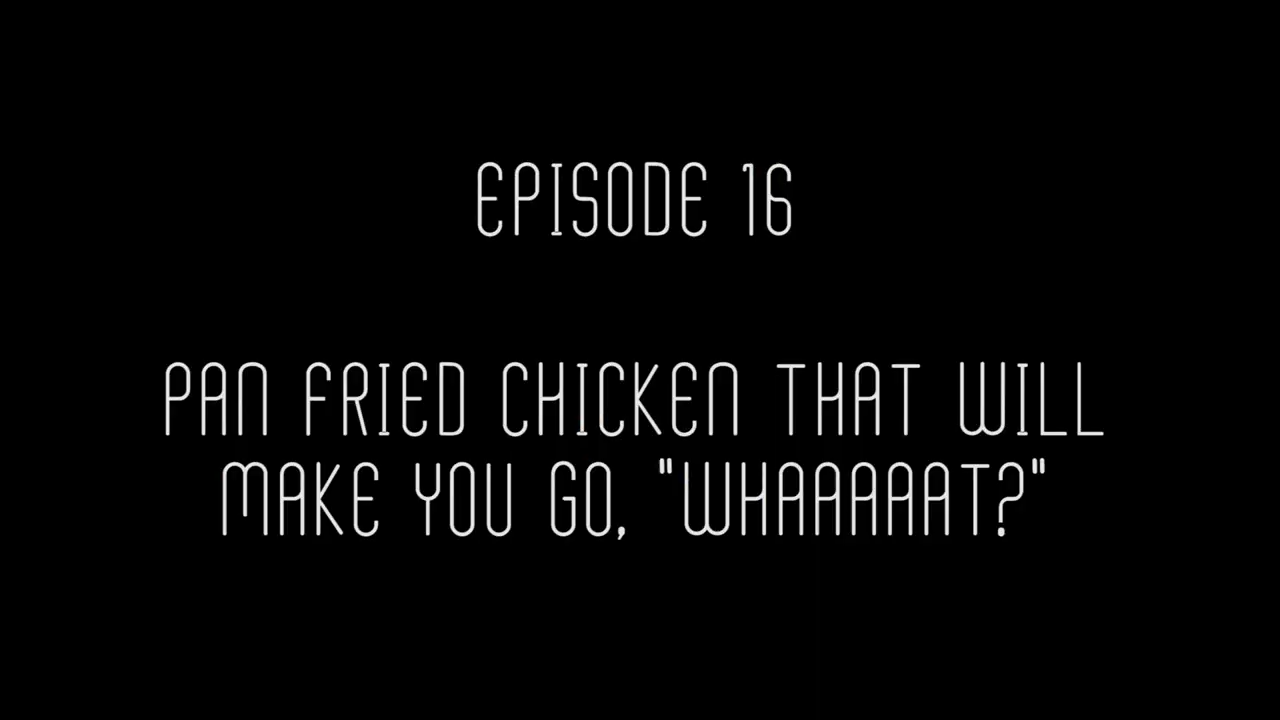 EPISODE 16
PAN FRIED CHICKEN THAT WILL
MAKE YOU GO, "WHAAAAAT?"